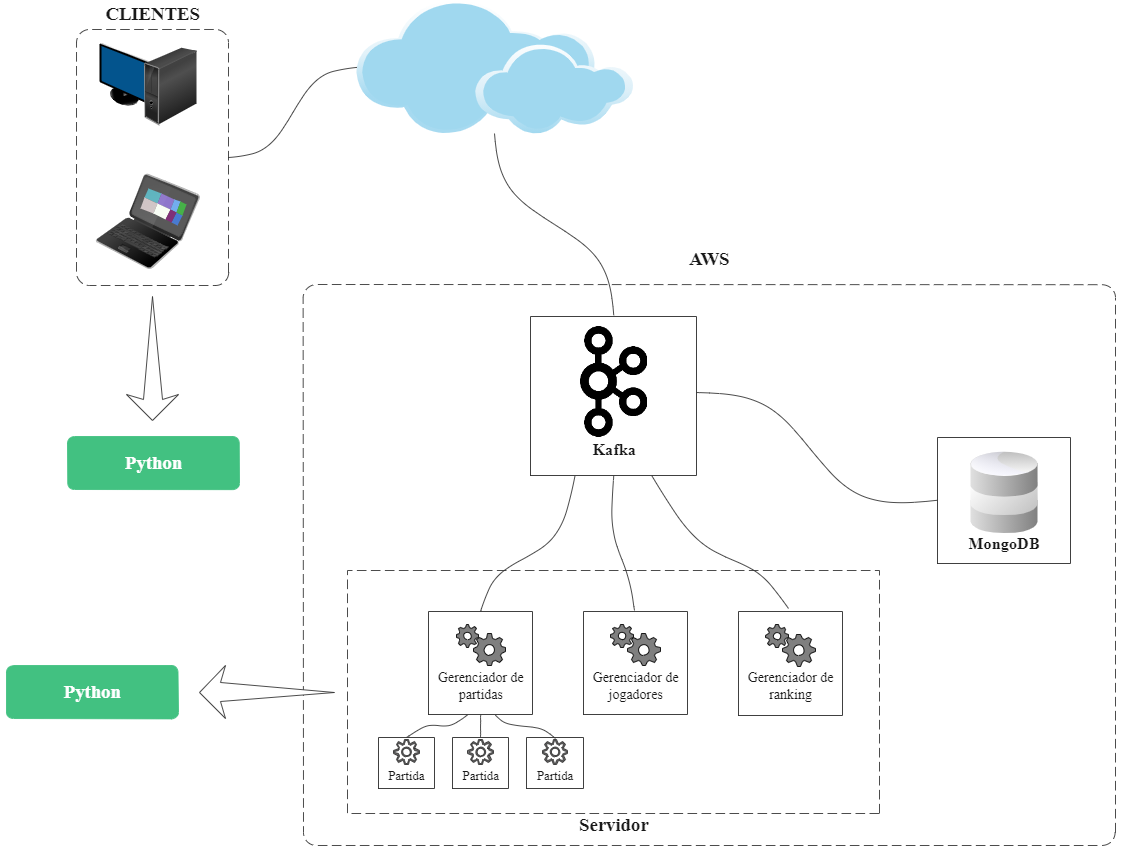 CLIENTES
AWS
Kafka
Python
MongoDB
Gerenciador de
partidas
Gerenciador de
jogadores
Gerenciador de
ranking
Python
Partida
Partida
Partida
Servidor